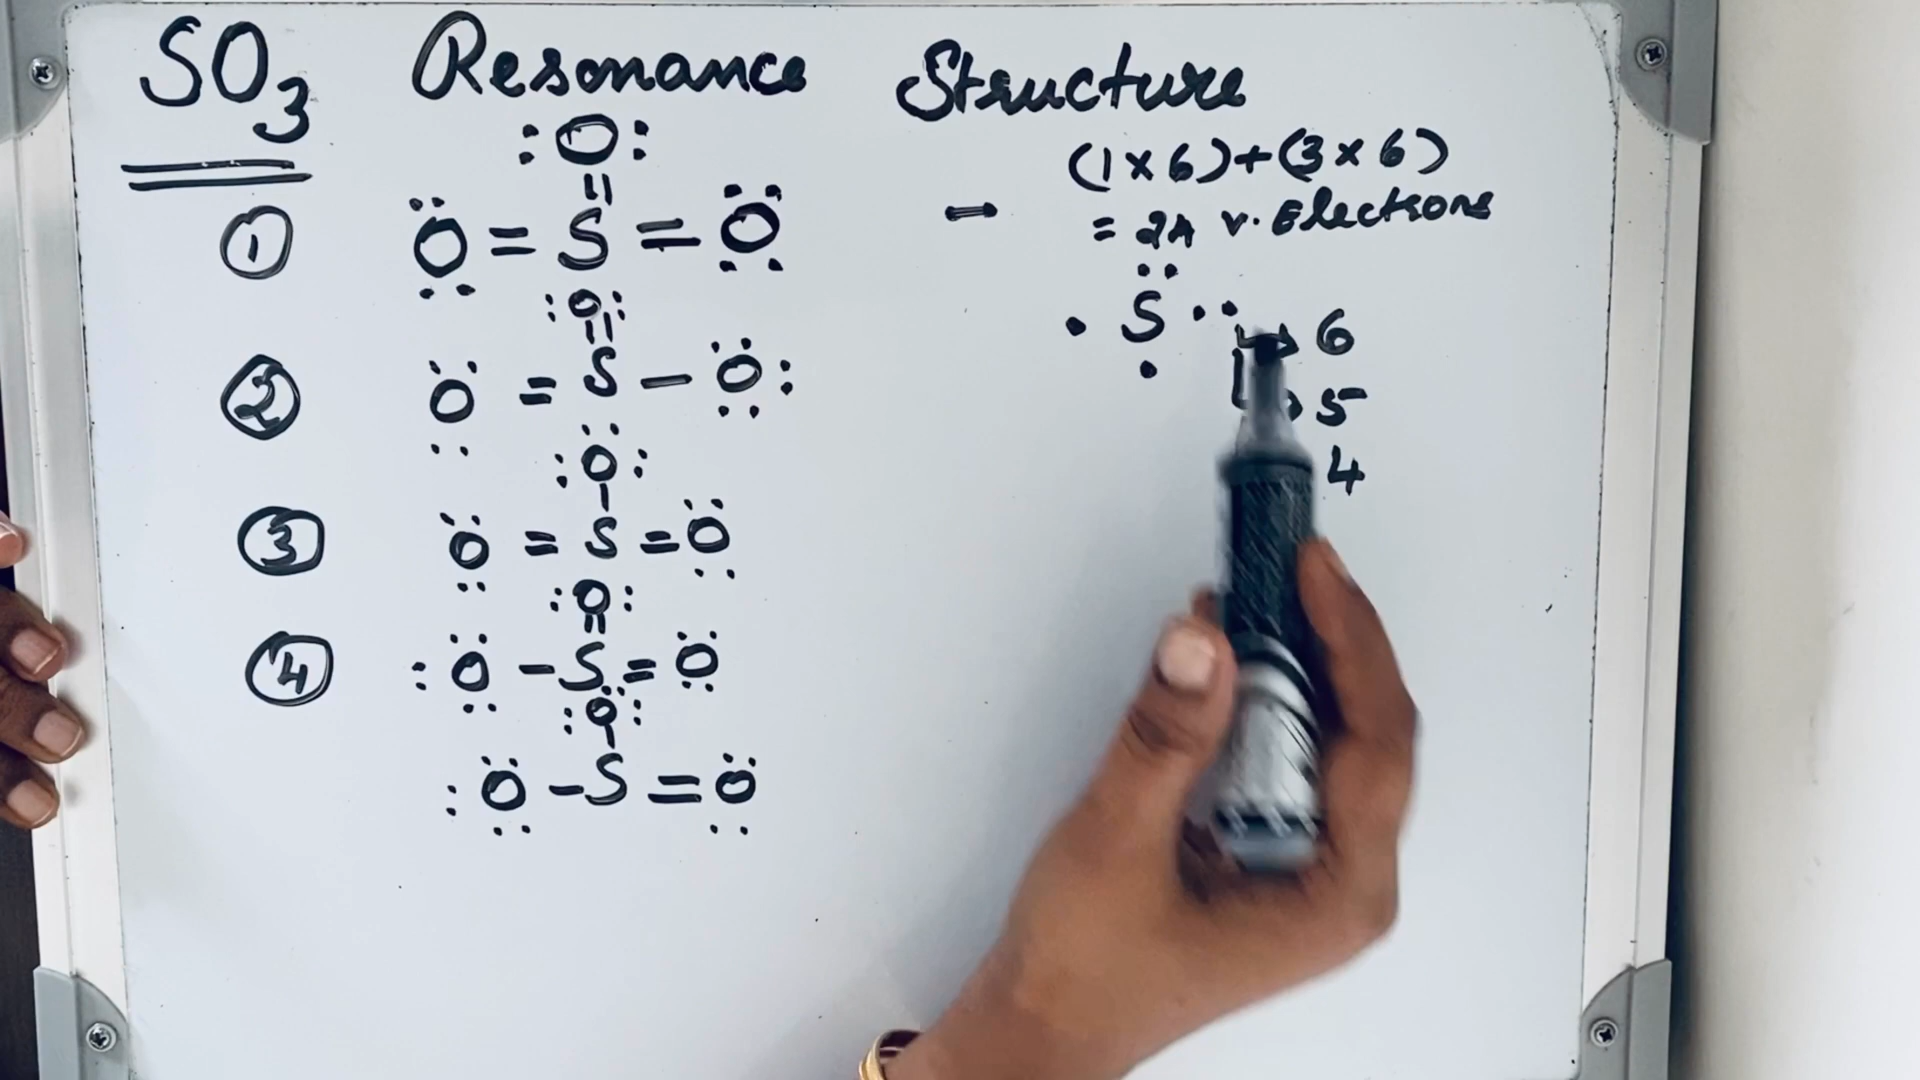 SO3 Resonance Structure
(1 x 6) + (3 x 6)
= 24 v. Electrons
:O:
=
① O = S = O
:O:
=
② O = S - O:
:O:
-
③ O = S = O
:O:
=
④ :O - S = O
:O:
-
:O - S = O
-
• S ••
6
5
4